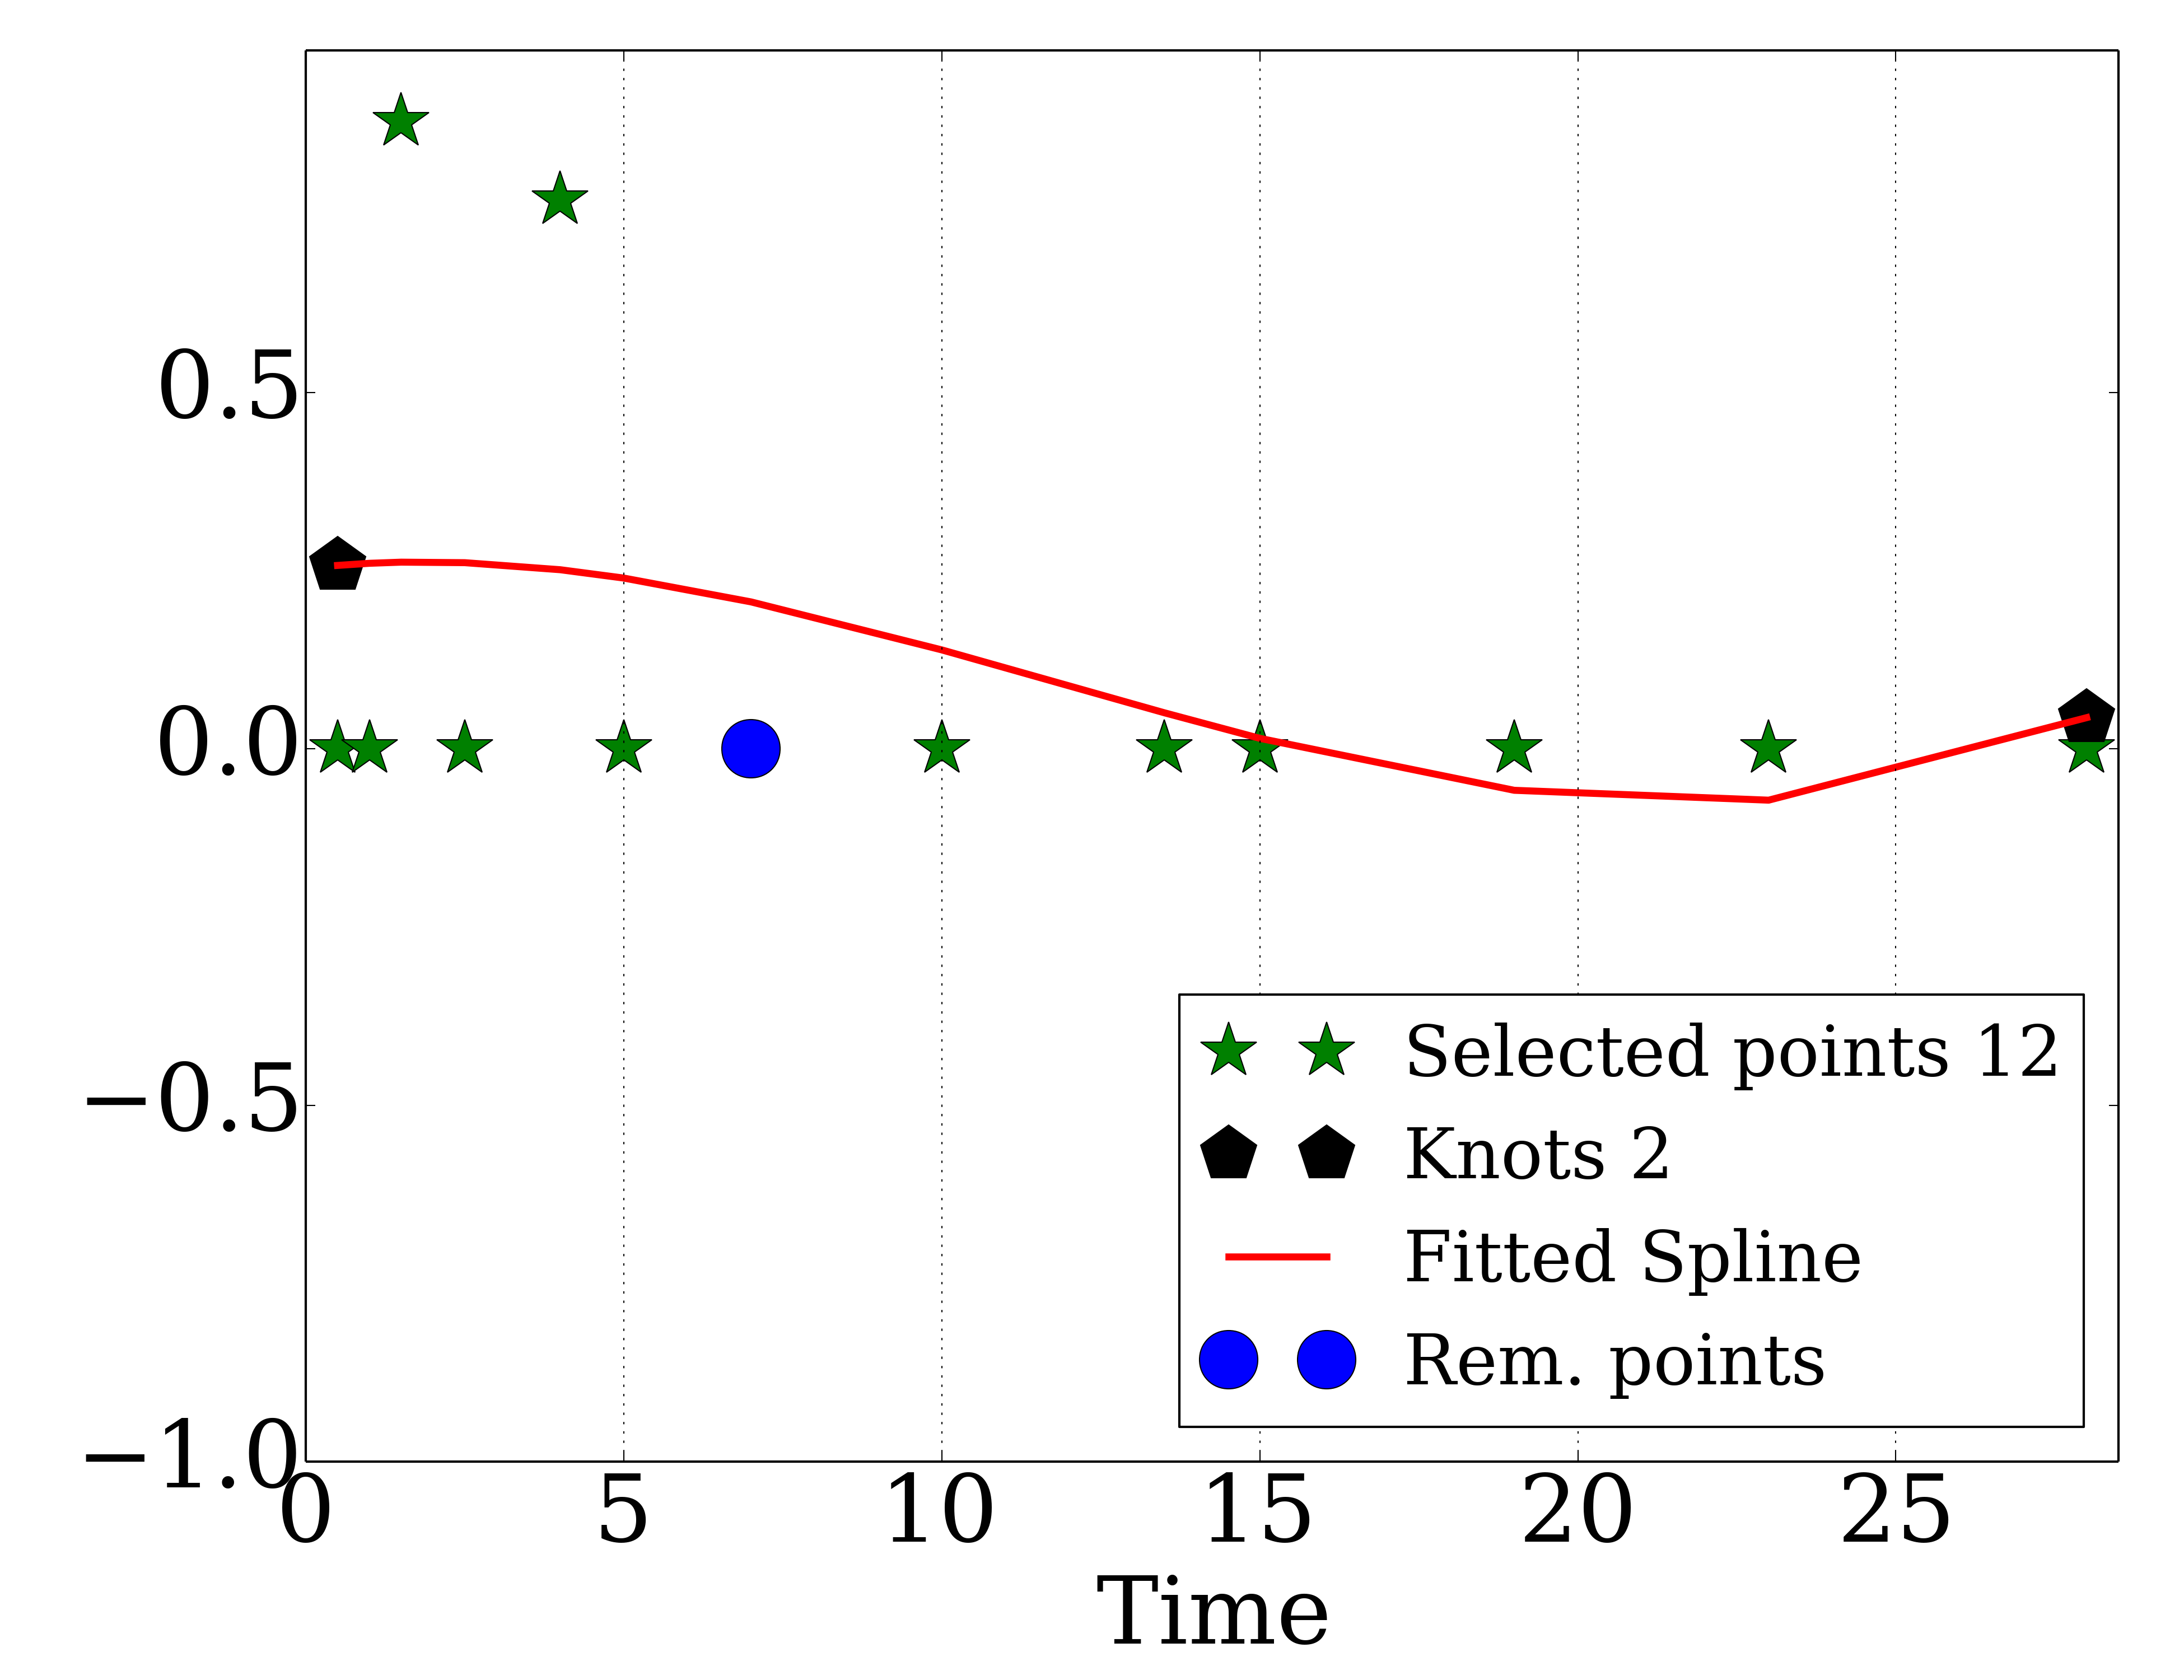 0.5
0.0
−0.5
−1.0
Selected points 12
Knots 2
Fitted Spline
Rem. points
0 5 10 15 20 25
Time